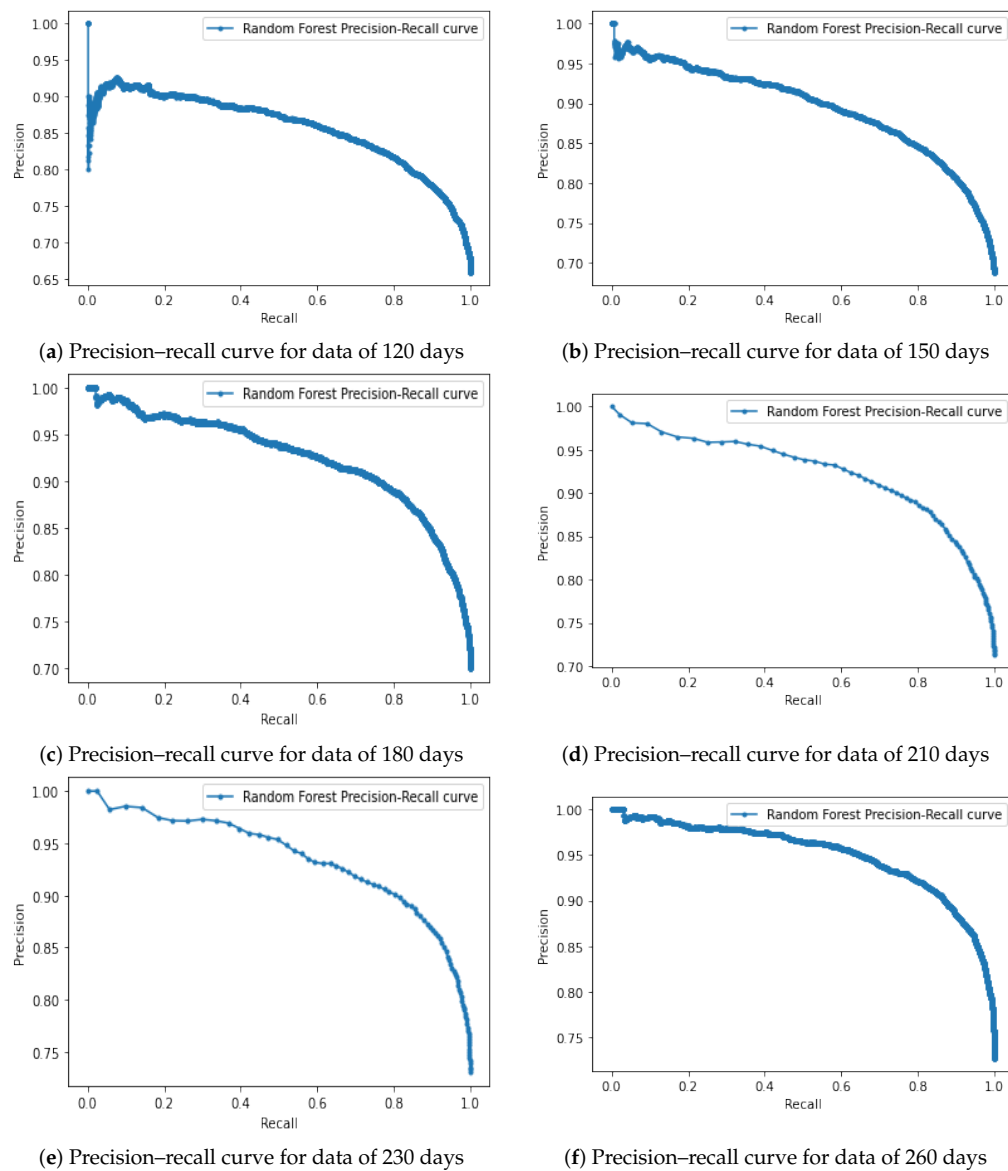 1.00
0.95
0.90
0.85
0.80
0.75
0.70
0.65
Precision
Random Forest Precision-Recall curve
0.0 0.2 0.4 0.6 0.8 1.0
Recall
(a) Precision–recall curve for data of 120 days
1.00
0.95
0.90
0.85
0.80
0.75
0.70
Precision
Random Forest Precision-Recall curve
0.0 0.2 0.4 0.6 0.8 1.0
Recall
(b) Precision–recall curve for data of 150 days
1.00
0.95
0.90
0.85
0.80
0.75
0.70
Precision
Random Forest Precision-Recall curve
0.0 0.2 0.4 0.6 0.8 1.0
Recall
(c) Precision–recall curve for data of 180 days
1.00
0.95
0.90
0.85
0.80
0.75
0.70
Precision
Random Forest Precision-Recall curve
0.0 0.2 0.4 0.6 0.8 1.0
Recall
(d) Precision–recall curve for data of 210 days
1.00
0.95
0.90
0.85
0.80
0.75
Precision
Random Forest Precision-Recall curve
0.0 0.2 0.4 0.6 0.8 1.0
Recall
(e) Precision–recall curve for data of 230 days
1.00
0.95
0.90
0.85
0.80
0.75
Precision
Random Forest Precision-Recall curve
0.0 0.2 0.4 0.6 0.8 1.0
Recall
(f) Precision–recall curve for data of 260 days